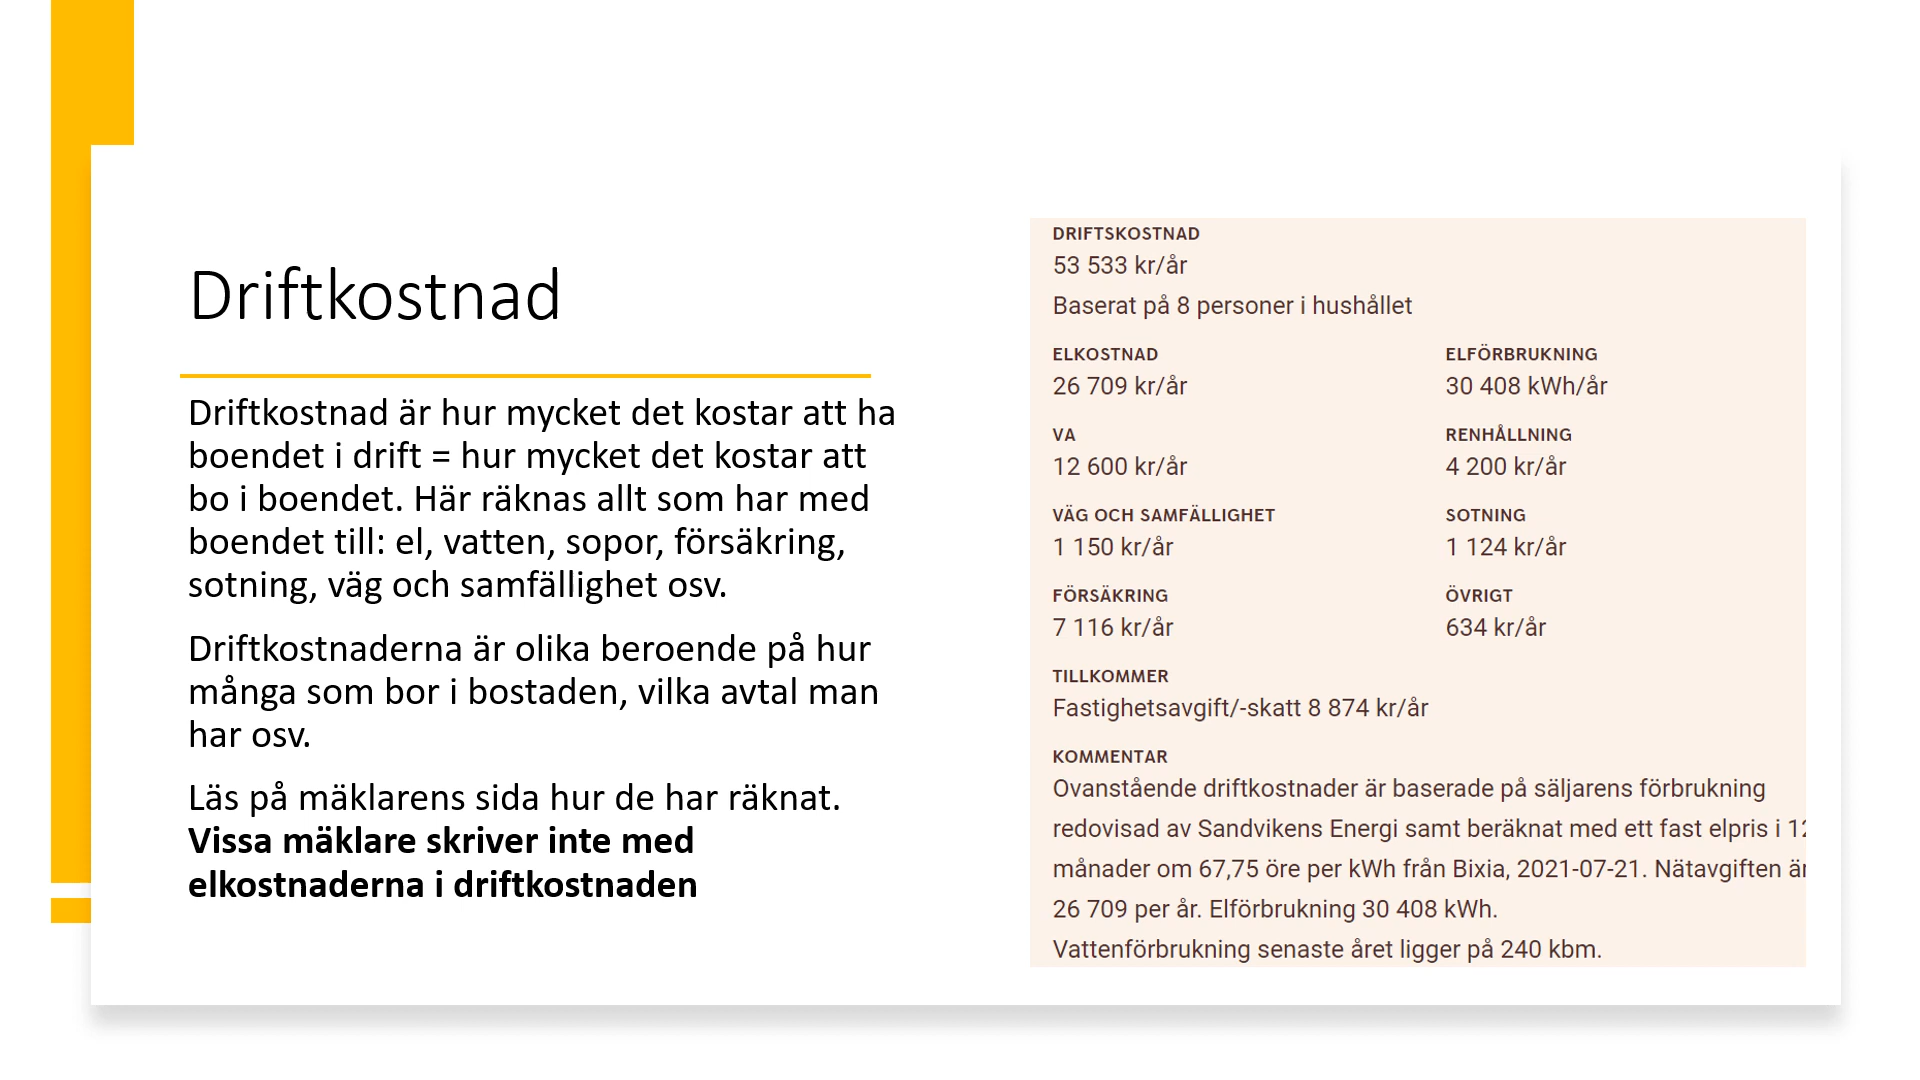 Driftkostnad
Driftkostnad är hur mycket det kostar att ha
boendet i drift = hur mycket det kostar att
bo i boendet. Här räknas allt som har med
boendet till: el, vatten, sopor, försäkring,
sotning, väg och samfällighet osv.
Driftkostnaderna är olika beroende på hur
många som bor i bostaden, vilka avtal man
har osv.
Läs på mäklarens sida hur de har räknat.
Vissa mäklare skriver inte med
elkostnaderna i driftkostnaden
DRIFTSKOSTNAD
53 533 kr/år
Baserat på 8 personer i hushållet
ELKOSTNAD
26 709 kr/år
ELFÖRBRUKNING
30 408 kWh/år
VA
12 600 kr/år
RENHÅLLNING
4 200 kr/år
VÄG OCH SAMFÄLLIGHET
1 150 kr/år
SOTNING
1 124 kr/år
FÖRSÄKRING
7 116 kr/år
ÖVRIGT
634 kr/år
TILLKOMMER
Fastighetsavgift/-skatt 8 874 kr/år
KOMMENTAR
Ovanstående driftkostnader är baserade på säljarens förbrukning
redovisad av Sandvikens Energi samt beräknat med ett fast elpris i 12
månader om 67,75 öre per kWh från Bixia, 2021-07-21. Nätavgiften är
26 709 per år. Elförbrukning 30 408 kWh.
Vattenförbrukning senaste året ligger på 240 kbm.